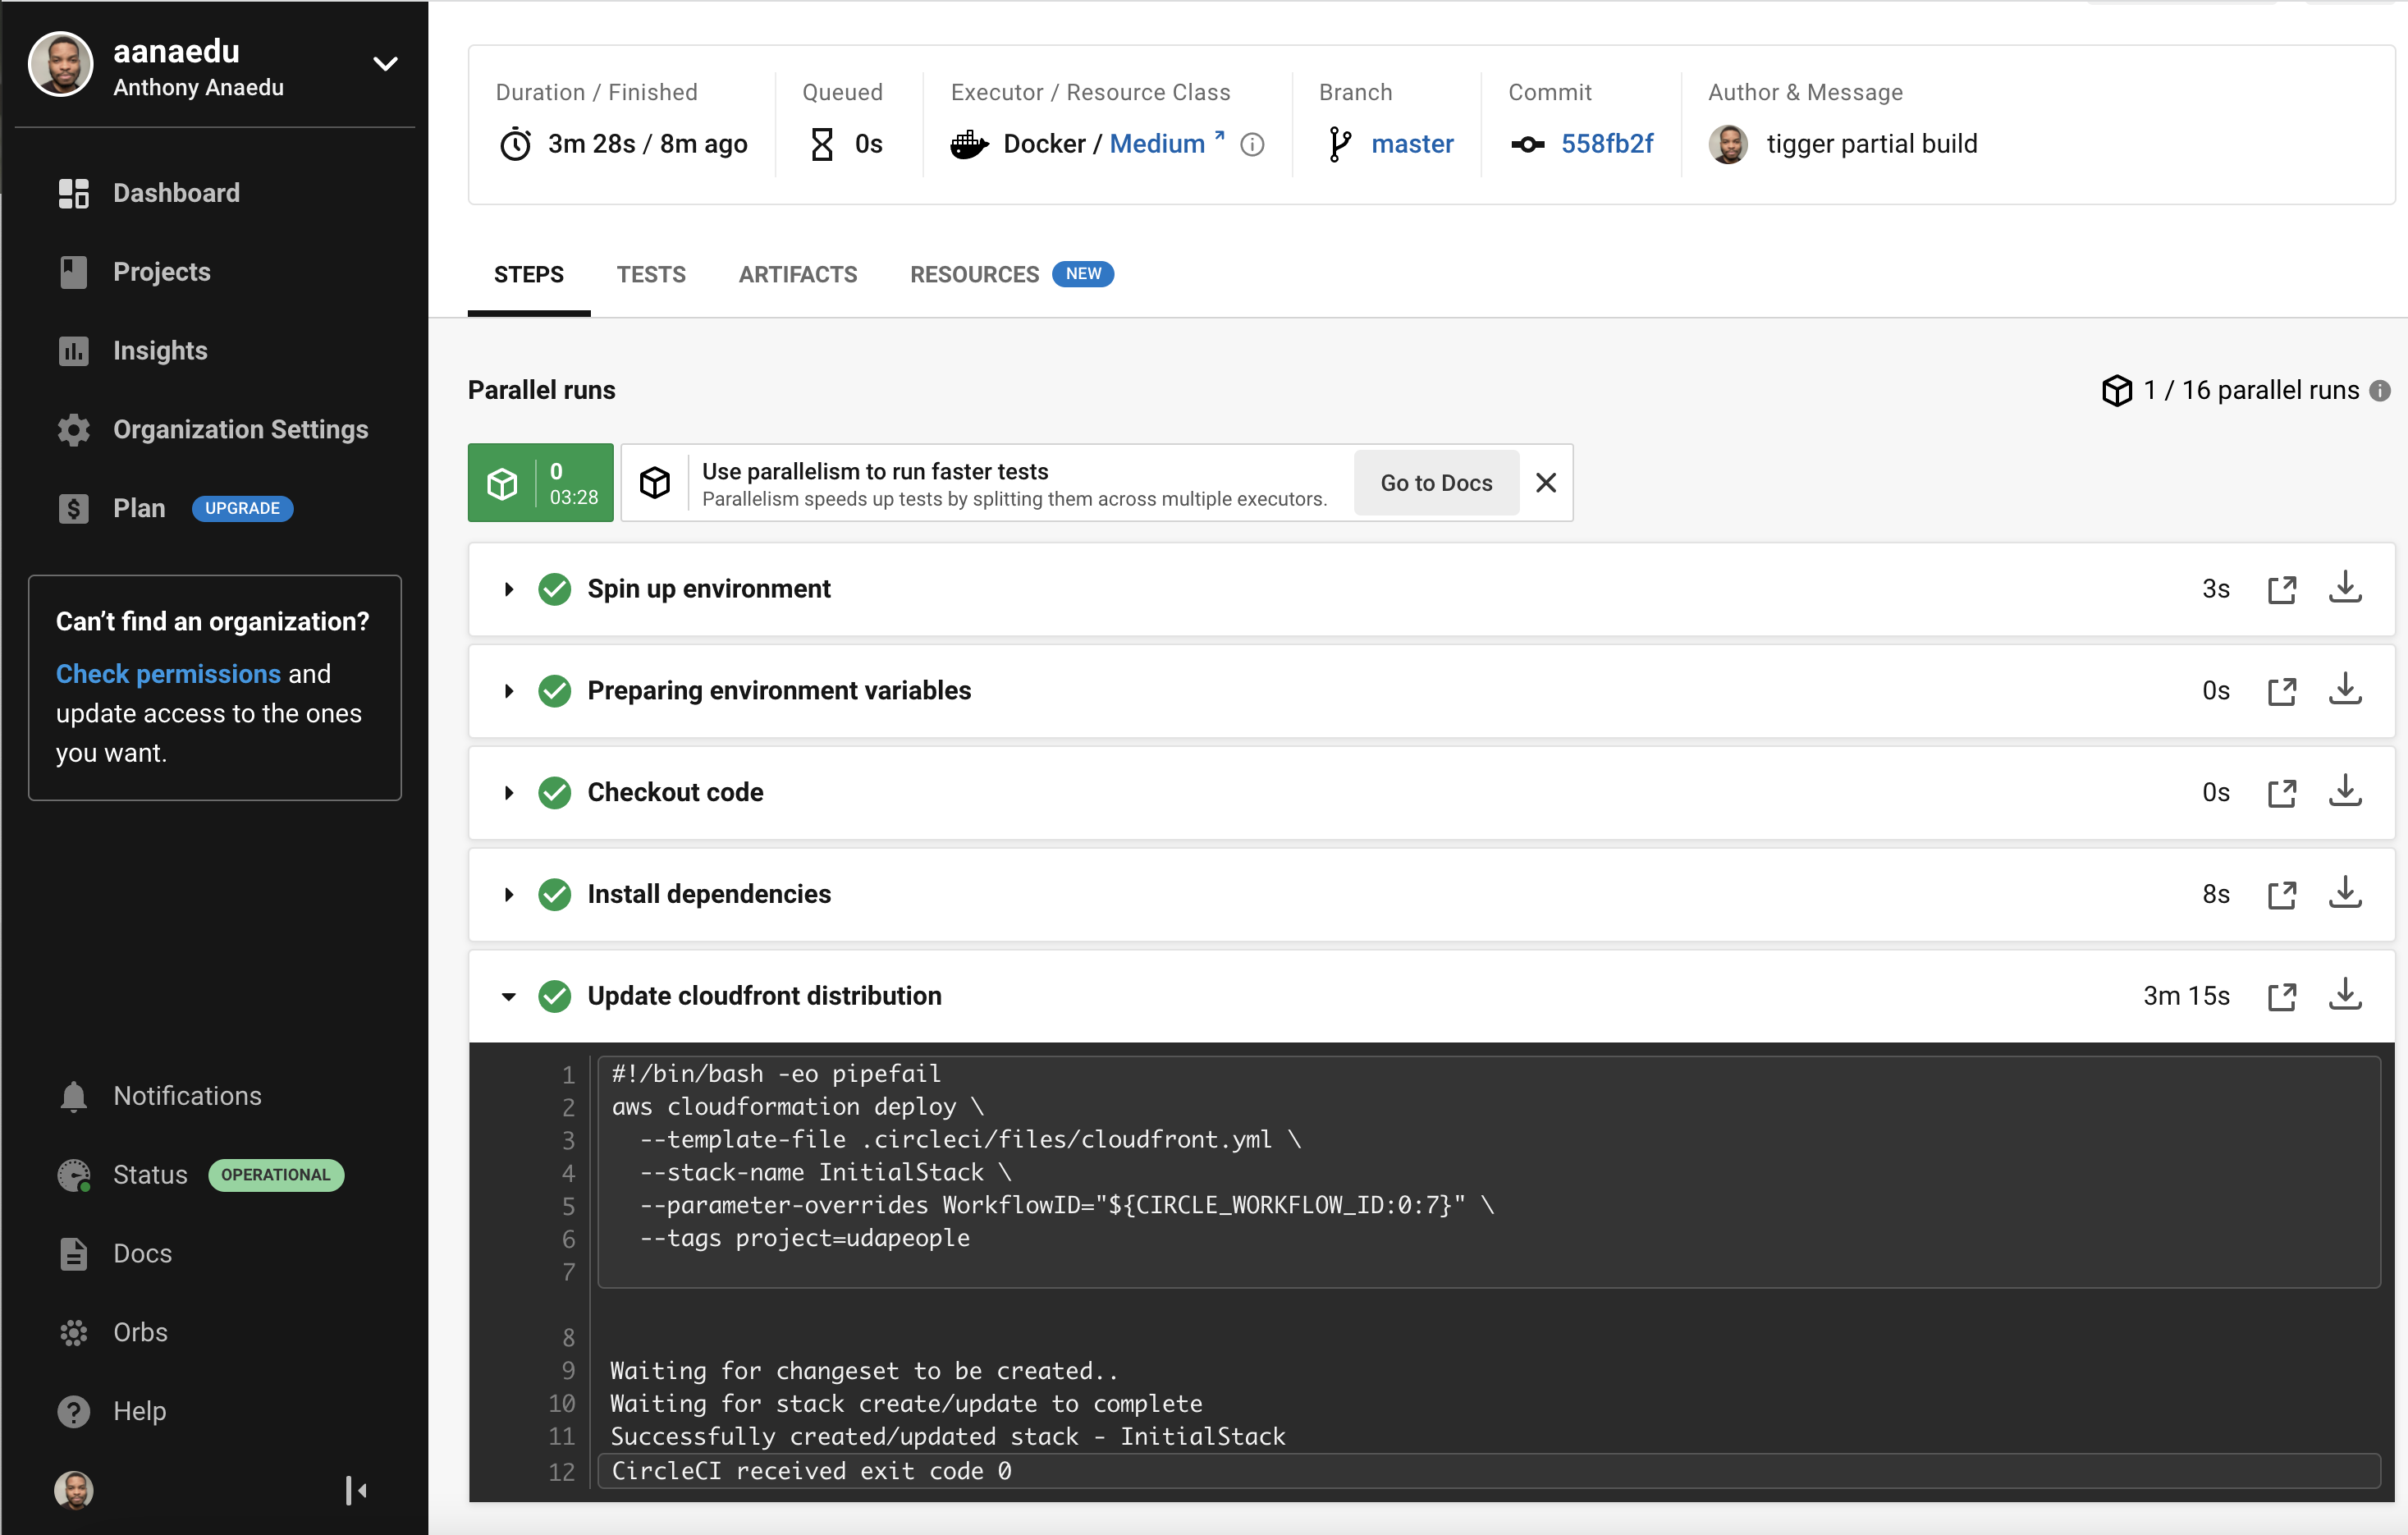 aanaedu
Anthony Anaedu
Dashboard
Projects
Insights
Organization Settings
Plan UPGRADE
Can't find an organization?
Check permissions and
update access to the ones
you want.
Notifications
Status OPERATIONAL
Docs
Orbs
Help
Duration / Finished
3m 28s / 8m ago
Queued
0s
Executor / Resource Class
Docker / Medium
Branch
master
Commit
558fb2f
Author & Message
tigger partial build
STEPS TESTS ARTIFACTS RESOURCES NEW
Parallel runs
1 / 16 parallel runs
0
03:28
Use parallelism to run faster tests
Parallelism speeds up tests by splitting them across multiple executors.
Go to Docs
Spin up environment 3s
Preparing environment variables 0s
Checkout code 0s
Install dependencies 8s
Update cloudfront distribution 3m 15s
1 #!/bin/bash -eo pipefail
2 aws cloudformation deploy \
3 --template-file .circleci/files/cloudfront.yml \
4 --stack-name InitialStack \
5 --parameter-overrides WorkflowID="${CIRCLE_WORKFLOW_ID:0:7}" \
6 --tags project=udapeople
7
8
9 Waiting for changeset to be created..
10 Waiting for stack create/update to complete
11 Successfully created/updated stack - InitialStack
12 CircleCI received exit code 0